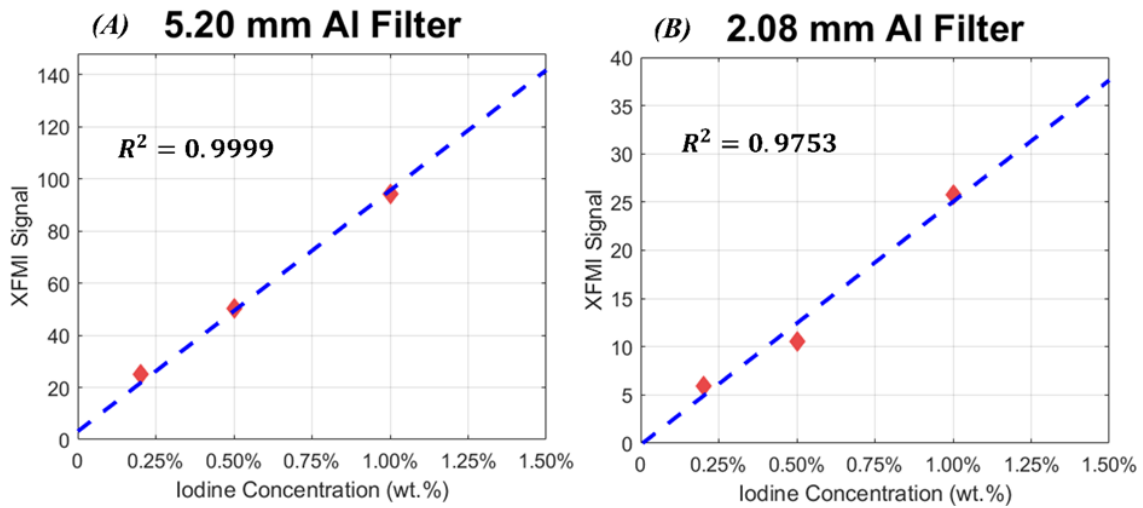 (A) 5.20 mm Al Filter
140
120
100
80
60
40
20
0
R² = 0.9999
XFMI Signal
0 0.25% 0.50% 0.75% 1.00% 1.25% 1.50%
Iodine Concentration (wt.%)
(B) 2.08 mm Al Filter
40
35
30
25
20
15
10
5
0
R² = 0.9753
XFMI Signal
0 0.25% 0.50% 0.75% 1.00% 1.25% 1.50%
Iodine Concentration (wt.%)